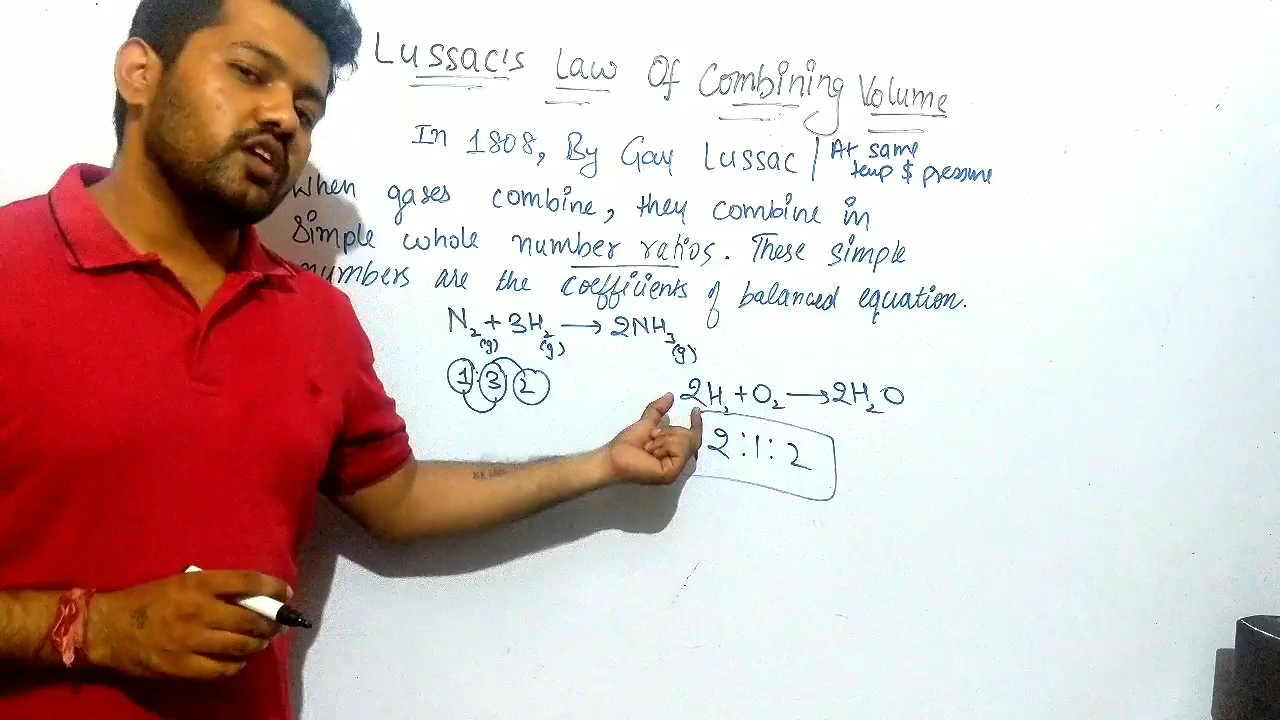 Lussac's Law Of Combining Volume
In 1808, By Gay Lussac | At same
temp & pressure
When gases combine, they combine in
Simple whole number ratios. These simple
numbers are the coefficients of balanced equation.
N₂(g) + 3H₂(g) → 2NH₃(g)
1 : 3 2
2H₂ + O₂ → 2H₂O
2 : 1 : 2